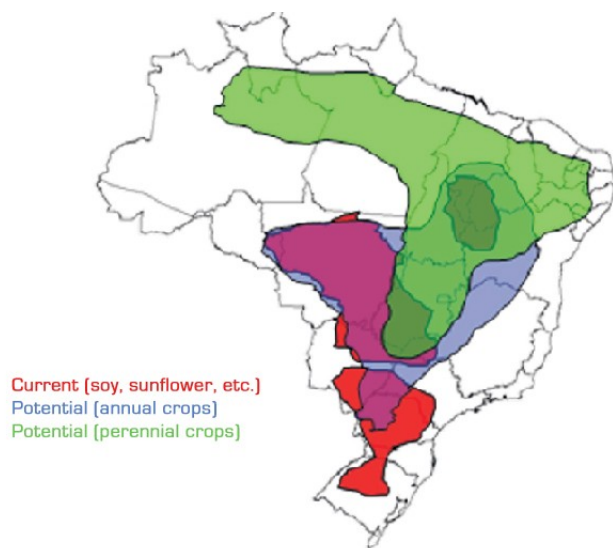 Current (soy, sunflower, etc.)
Potential (annual crops)
Potential (perennial crops)